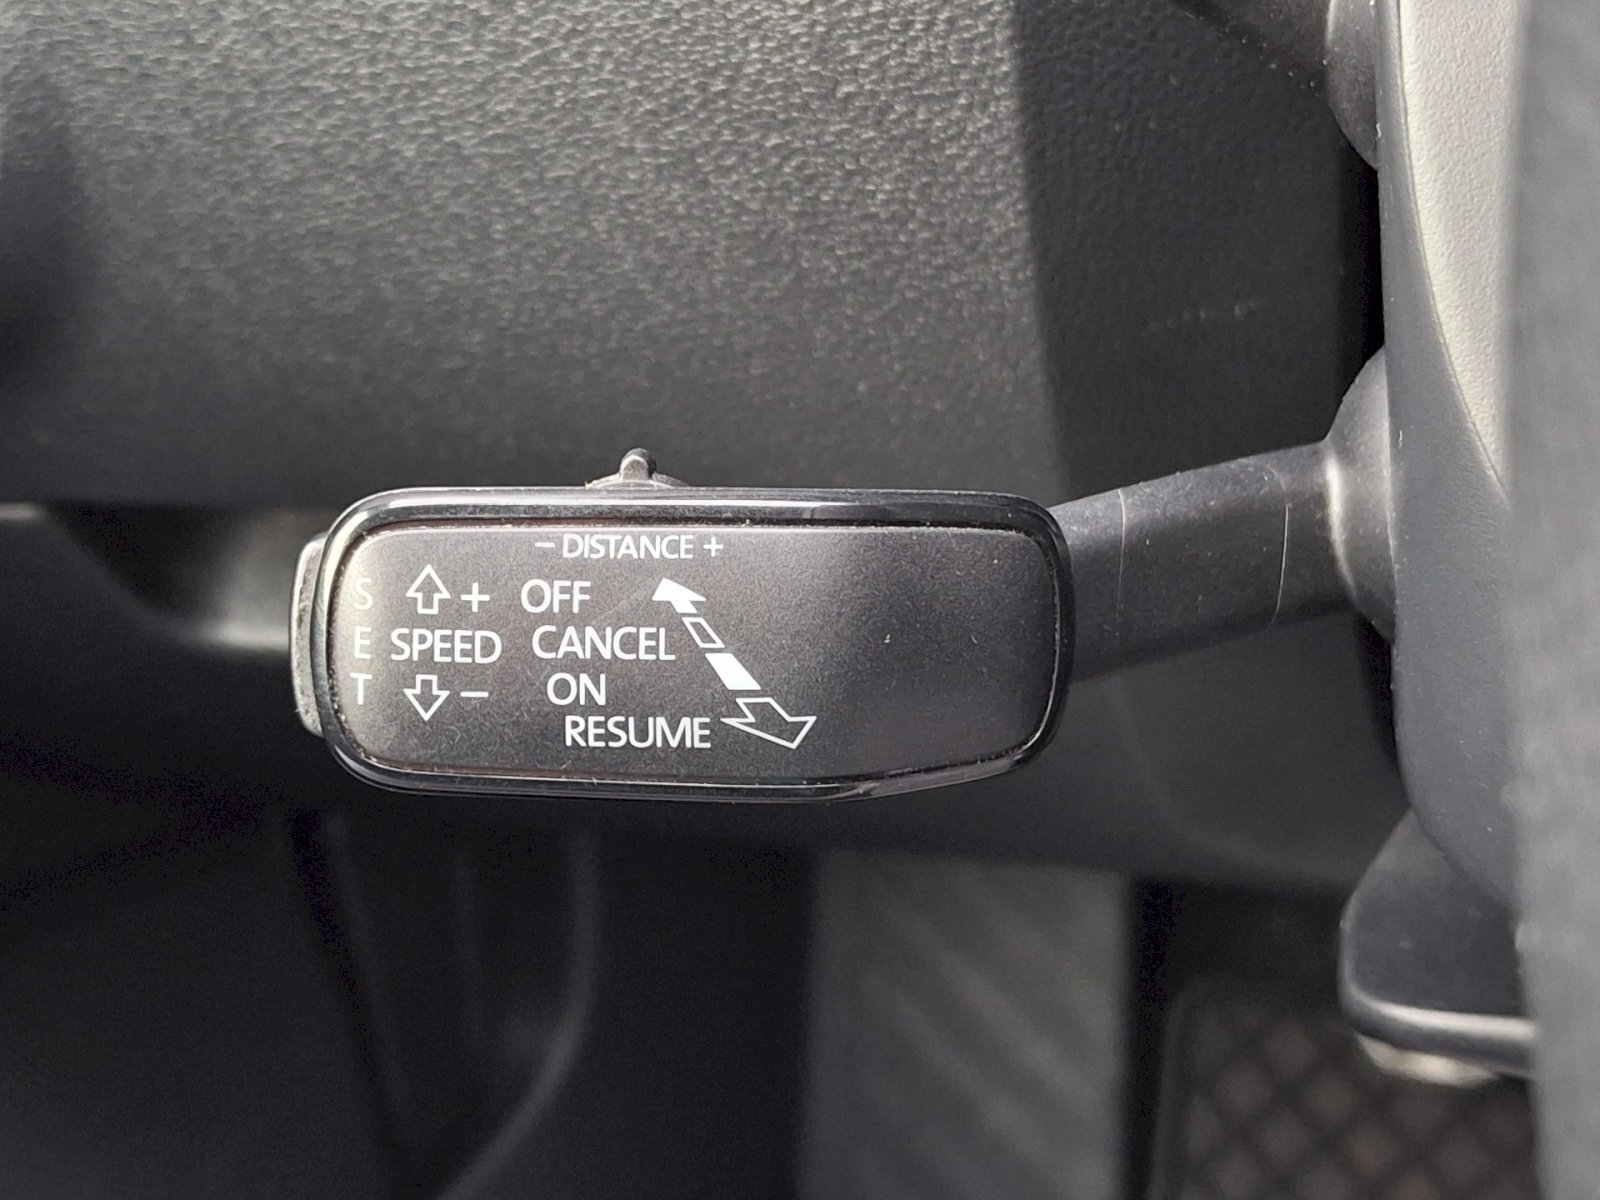 – DISTANCE +
S + OFF
E SPEED CANCEL
T – ON
RESUME